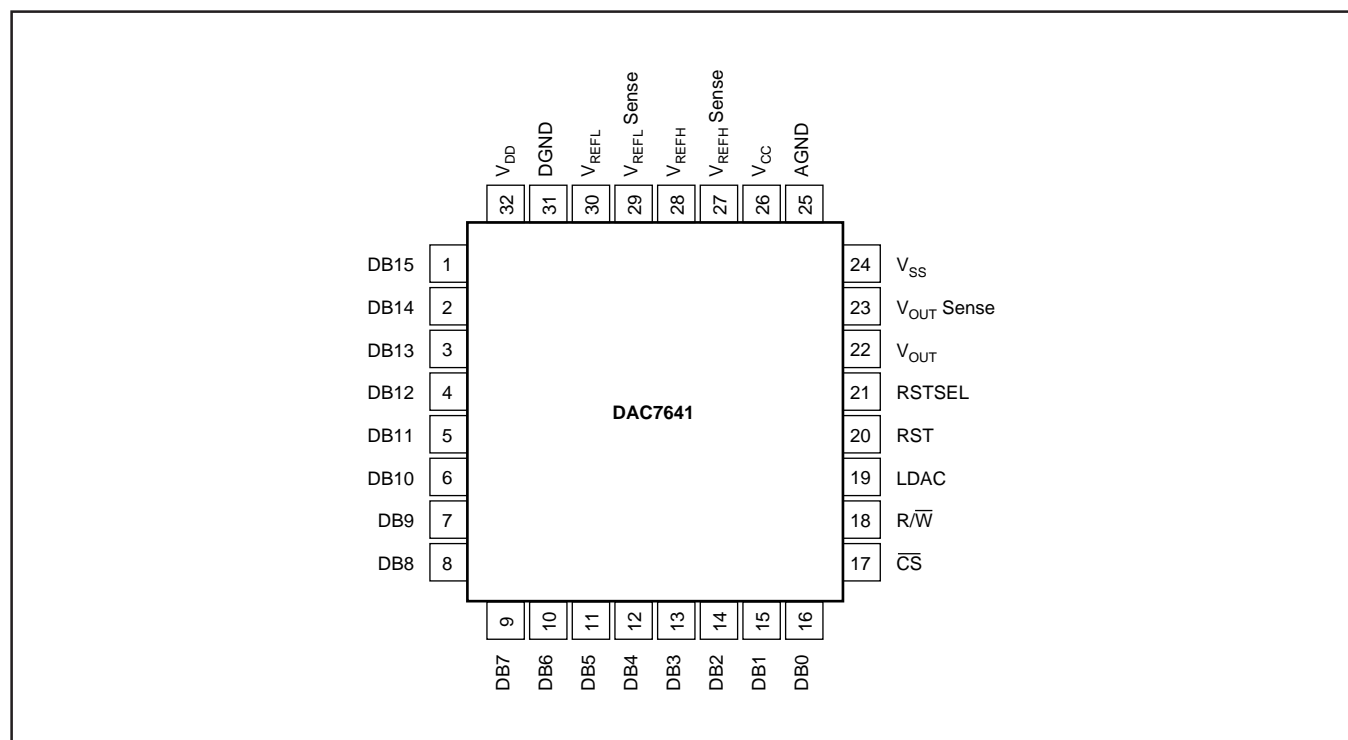 V_DD DGND V_REFL V_REFL Sense V_REFH V_REFH Sense V_CC AGND
32 31 30 29 28 27 26 25
DB15 1 24 V_SS
DB14 2 23 V_OUT Sense
DB13 3 22 V_OUT
DB12 4 21 RSTSEL
DAC7641
DB11 5 20 RST
DB10 6 19 LDAC
DB9 7 18 R/W̅
DB8 8 17 C̅S̅
9 10 11 12 13 14 15 16
DB7 DB6 DB5 DB4 DB3 DB2 DB1 DB0